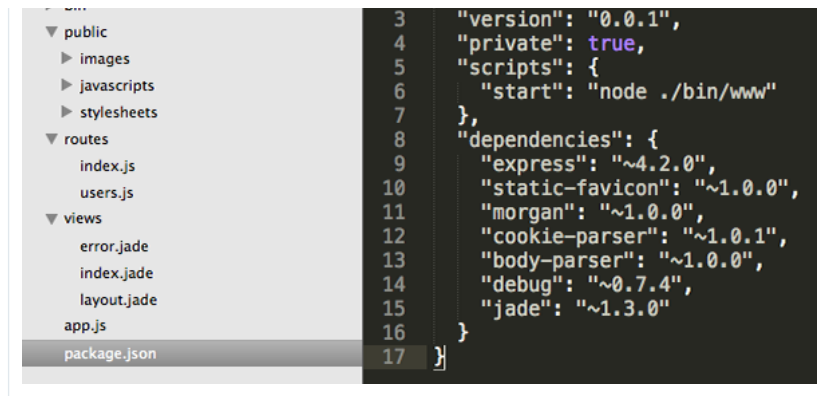 bin
public
images
javascripts
stylesheets
routes
index.js
users.js
views
error.jade
index.jade
layout.jade
app.js
package.json
3 "version": "0.0.1",
4 "private": true,
5 "scripts": {
6 "start": "node ./bin/www"
7 },
8 "dependencies": {
9 "express": "~4.2.0",
10 "static-favicon": "~1.0.0",
11 "morgan": "~1.0.0",
12 "cookie-parser": "~1.0.1",
13 "body-parser": "~1.0.0",
14 "debug": "~0.7.4",
15 "jade": "~1.3.0"
16 }
17 }